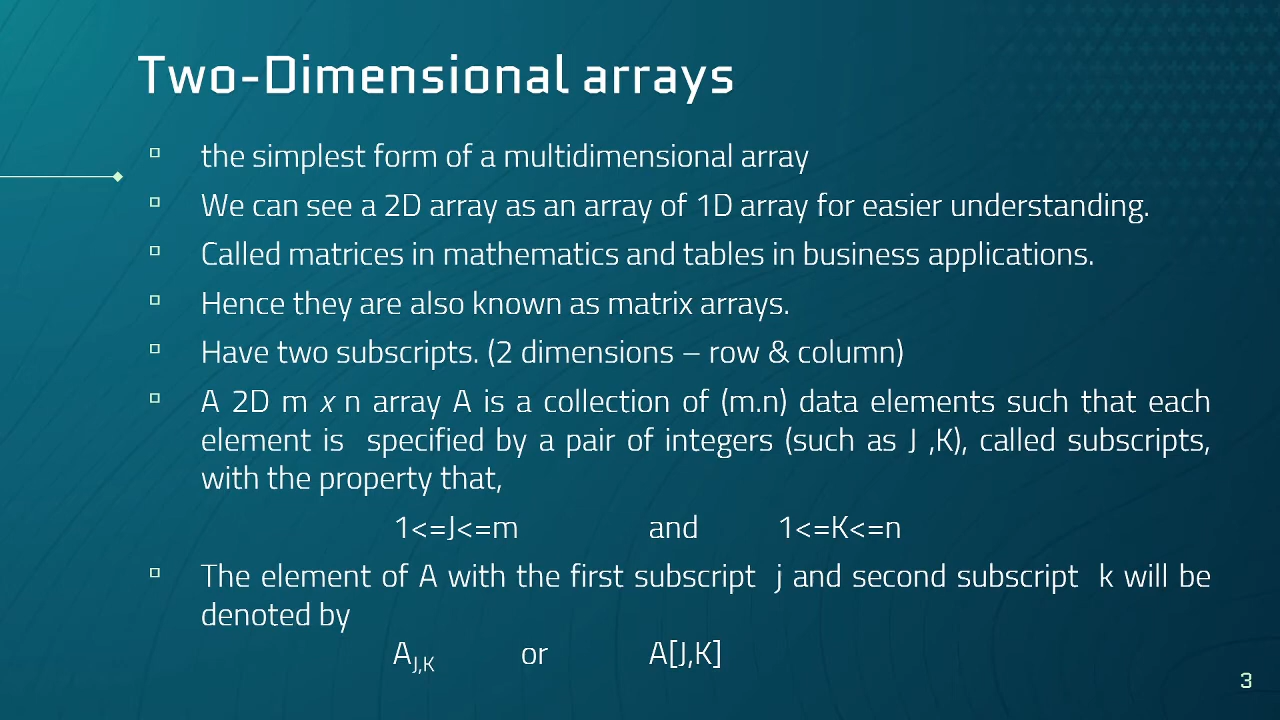 Two-Dimensional arrays
the simplest form of a multidimensional array
We can see a 2D array as an array of 1D array for easier understanding.
Called matrices in mathematics and tables in business applications.
Hence they are also known as matrix arrays.
Have two subscripts. (2 dimensions – row & column)
A 2D m x n array A is a collection of (m.n) data elements such that each
element is specified by a pair of integers (such as J ,K), called subscripts,
with the property that,
1<=J<=m and 1<=K<=n
The element of A with the first subscript j and second subscript k will be
denoted by
A J,K or A[J,K]
3